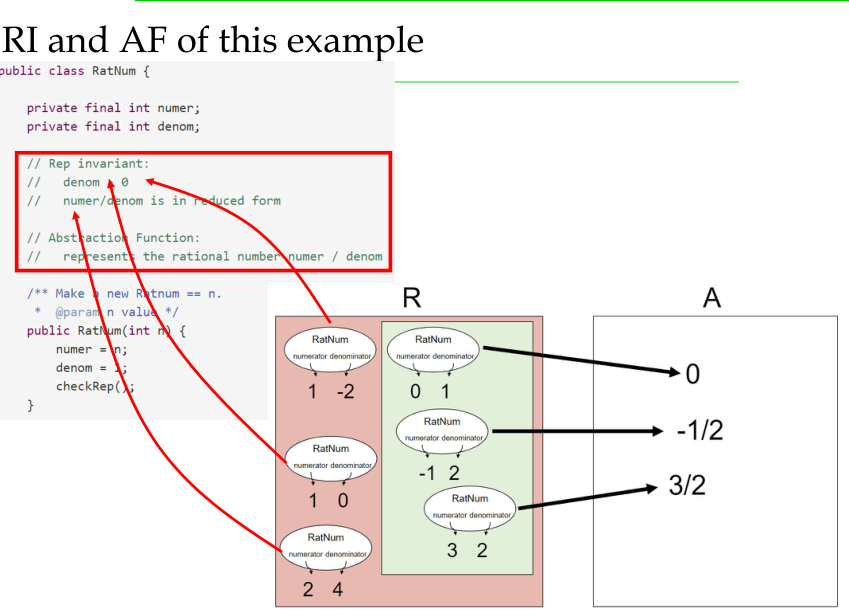 RI and AF of this example
public class RatNum {
private final int numer;
private final int denom;
// Rep invariant:
// denom 0
// numer/denom is in reduced form
// Abstraction Function:
// represents the rational number numer / denom
/** Make a new Ratnum == n.
* @param n value */
public RatNum(int n) {
numer = n;
denom = 1;
checkRep();
}
R
A
RatNum
numerator denominator
1 -2
RatNum
numerator denominator
0 1
0
RatNum
numerator denominator
-1 2
-1/2
RatNum
numerator denominator
1 0
RatNum
numerator denominator
3 2
3/2
RatNum
numerator denominator
2 4